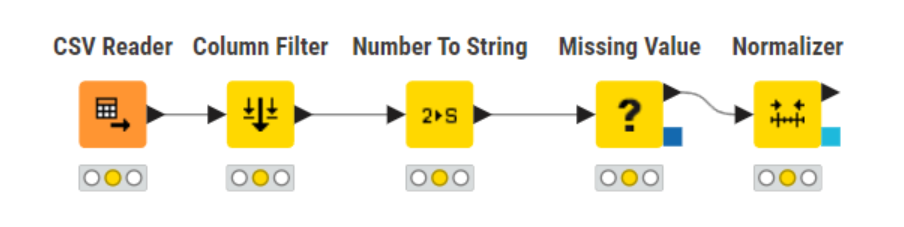 CSV Reader
Column Filter
Number To String
Missing Value
Normalizer
2▸S
?